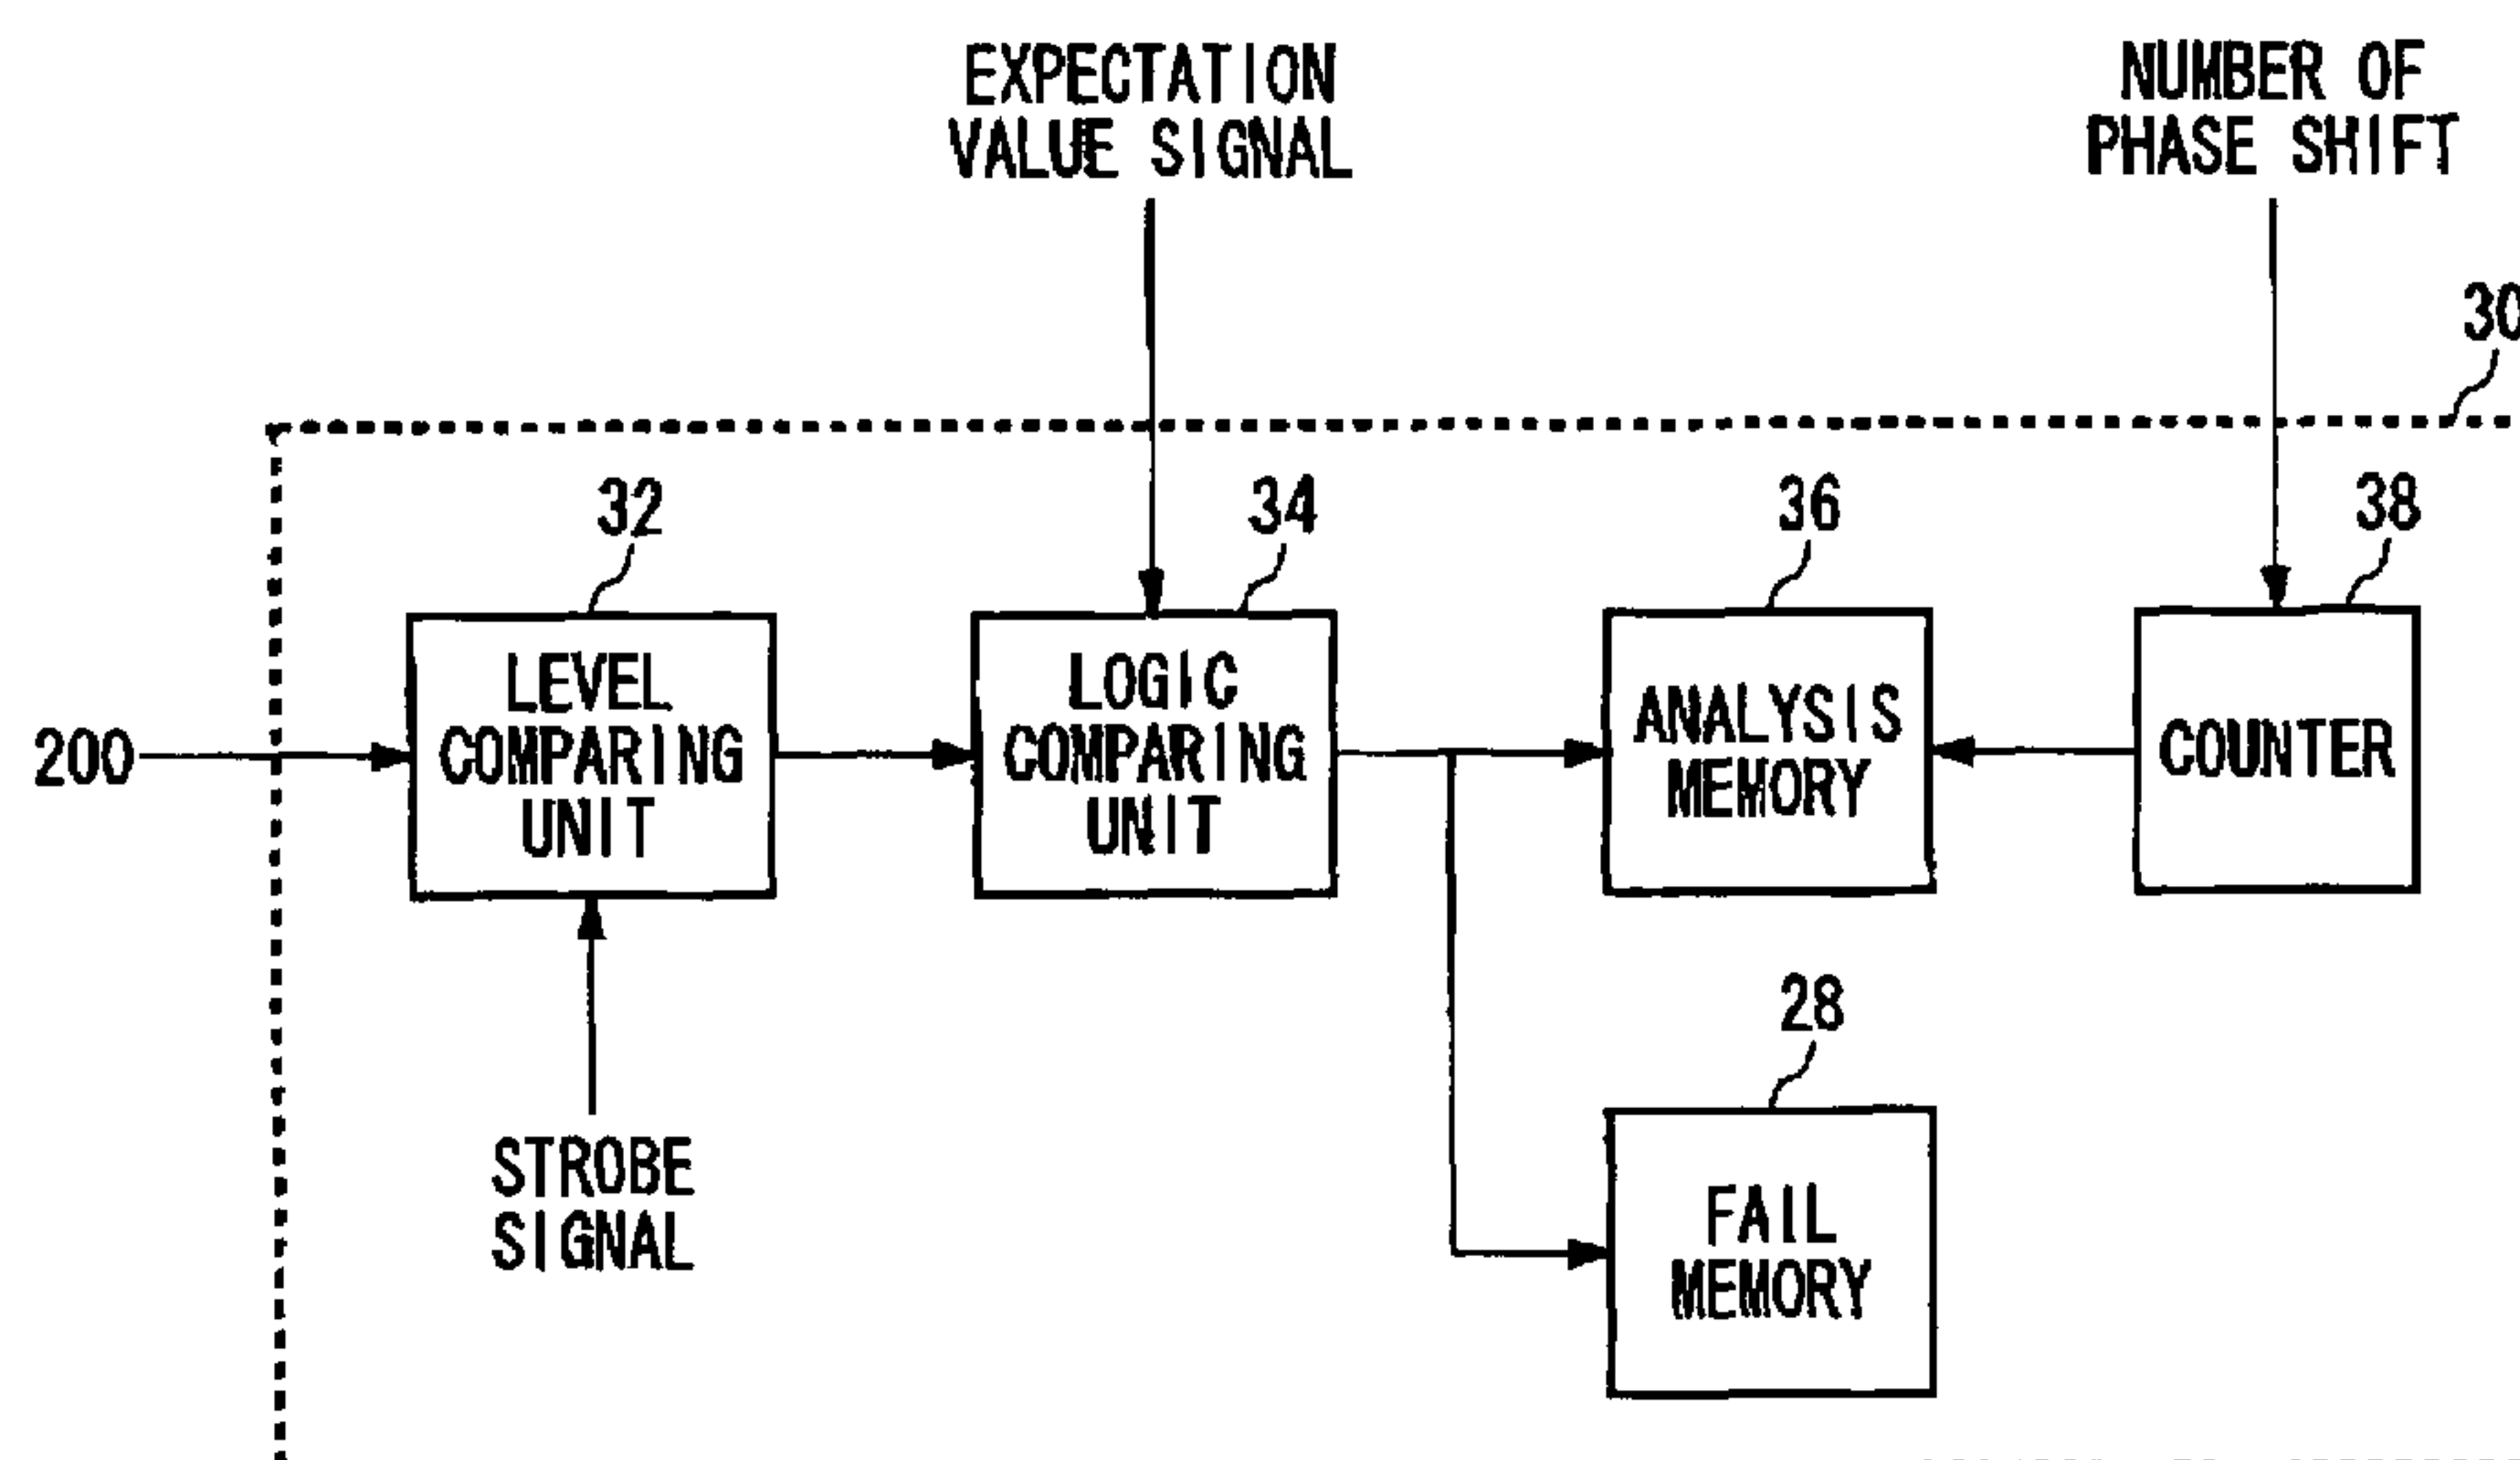 EXPECTATION
VALUE SIGNAL
NUMBER OF
PHASE SHIFT
30
32
34
36
38
200
LEVEL
COMPARING
UNIT
LOGIC
COMPARING
UNIT
ANALYSIS
MEMORY
COUNTER
28
STROBE
SIGNAL
FAIL
MEMORY